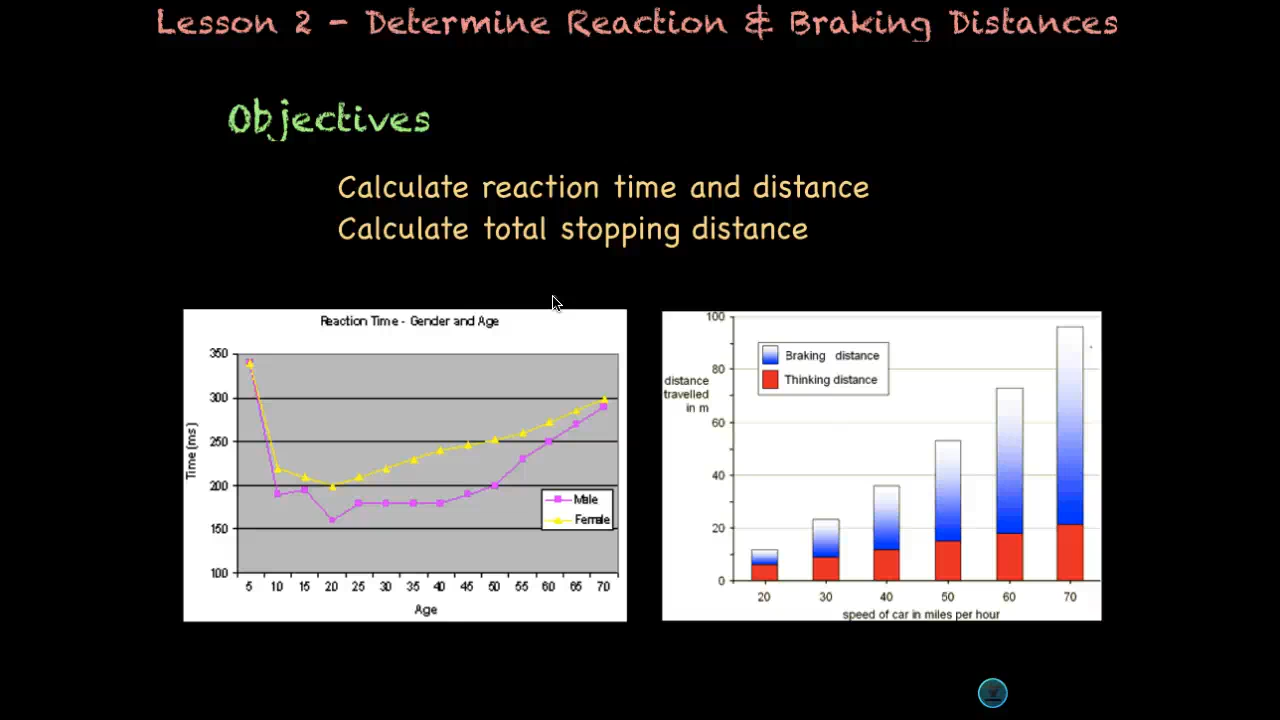 Lesson 2 - Determine Reaction & Braking Distances
Objectives
Calculate reaction time and distance
Calculate total stopping distance
Reaction Time - Gender and Age
350
300
250
200
150
100
Time (ms)
5 10 15 20 25 30 35 40 45 50 55 60 65 70
Age
Male
Female
100
80
60
40
20
0
distance
travelled
in m
Braking distance
Thinking distance
20 30 40 50 60 70
speed of car in miles per hour